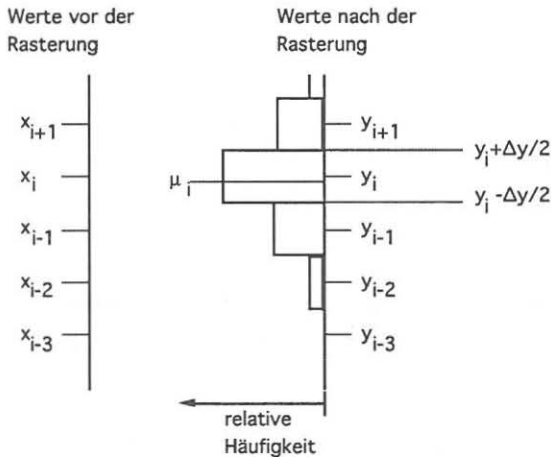 Werte vor der
Rasterung
Werte nach der
Rasterung
x_{i+1}
x_i
x_{i-1}
x_{i-2}
x_{i-3}
μ_i
y_{i+1}
y_i
y_{i-1}
y_{i-2}
y_{i-3}
y_i+Δy/2
y_i-Δy/2
relative
Häufigkeit